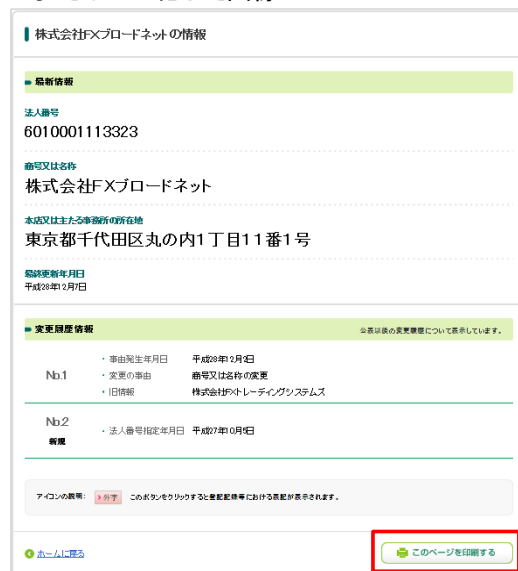 株式会社FXブロードネットの情報
最新情報
法人番号
6010001113323
商号又は名称
株式会社FXブロードネット
本店又は主たる事務所の所在地
東京都千代田区丸の内1丁目11番1号
最終更新年月日
平成28年12月7日
変更履歴情報 公表以後の変更履歴について表示しています。
No.1
・事由発生年月日 平成28年12月2日
・変更の事由 商号又は名称の変更
・旧情報 株式会社FXトレーディングシステムズ
No.2
新規
・法人番号指定年月日 平成27年10月5日
アイコンの説明： 外字 このボタンをクリックすると登記記録等における表記が表示されます。
ホームに戻る このページを印刷する